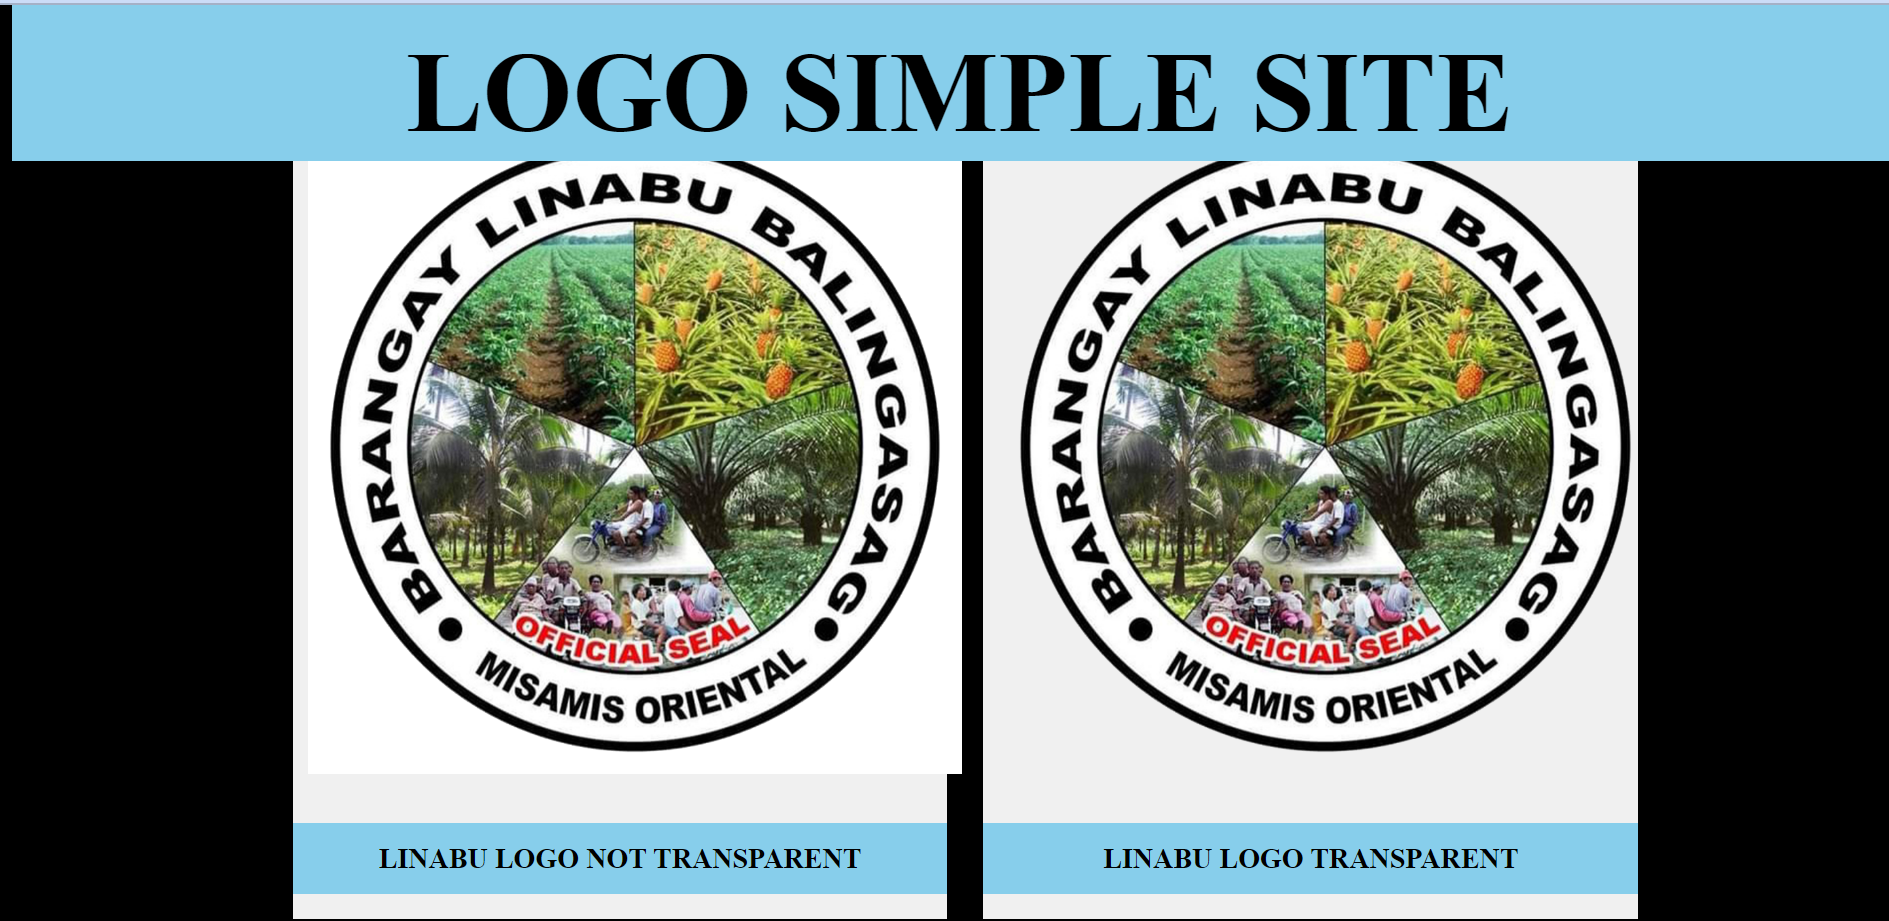 LOGO SIMPLE SITE
BARANGAY LINABU BALINGASAG
OFFICIAL SEAL
MISAMIS ORIENTAL
LINABU LOGO NOT TRANSPARENT
BARANGAY LINABU BALINGASAG
OFFICIAL SEAL
MISAMIS ORIENTAL
LINABU LOGO TRANSPARENT